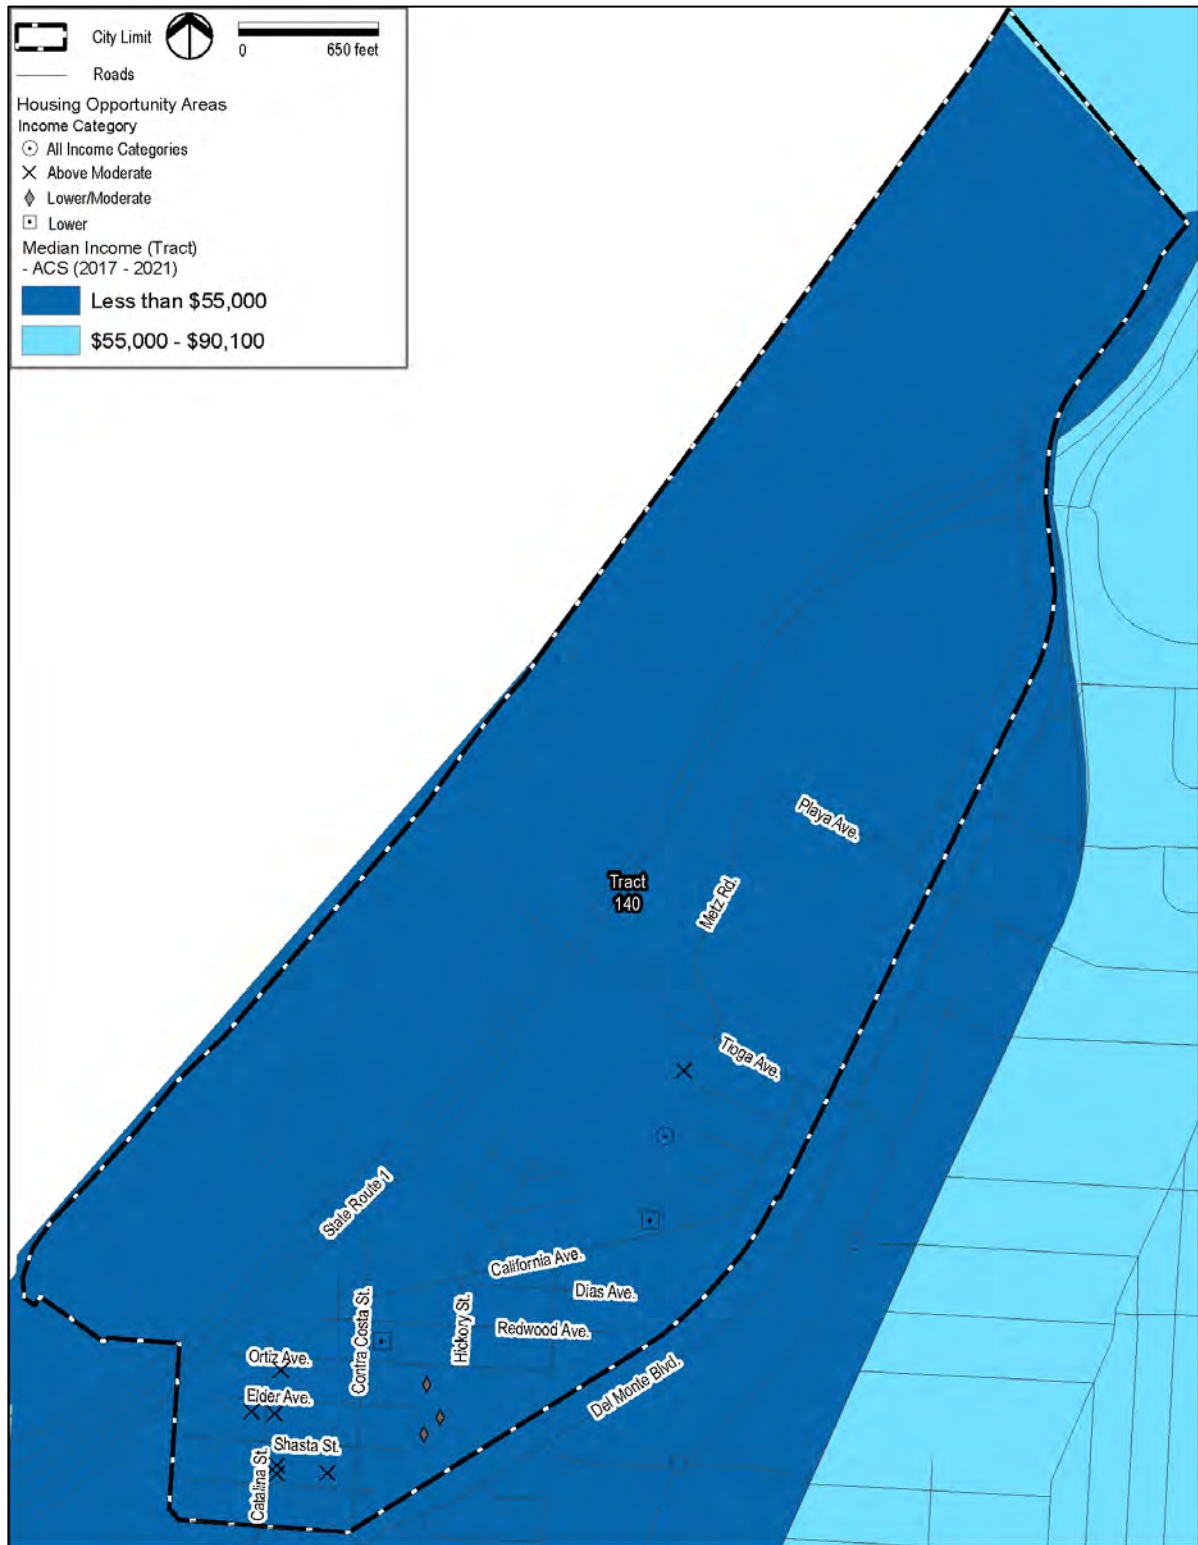 City Limit
0 650 feet
Roads
Housing Opportunity Areas
Income Category
All Income Categories
Above Moderate
Lower/Moderate
Lower
Median Income (Tract)
- ACS (2017 - 2021)
Less than $55,000
$55,000 - $90,100
Playa Ave.
Tract
140
Metz Rd.
Tioga Ave.
State Route 1
California Ave.
Dias Ave.
Contra Costa St.
Hickory St.
Redwood Ave.
Ortiz Ave.
Del Monte Blvd.
Elder Ave.
Shasta St.
Catalina St.